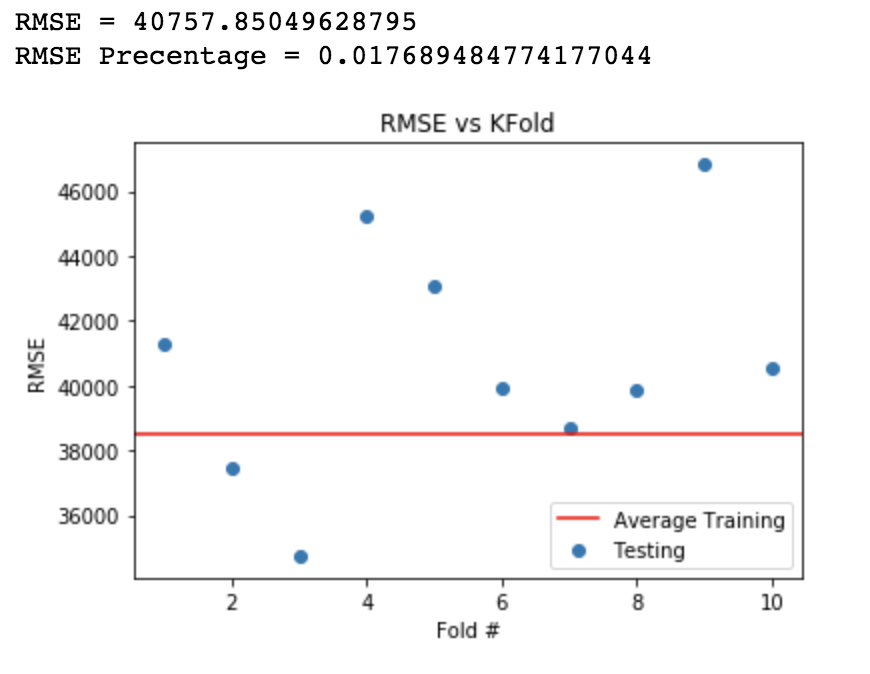 RMSE = 40757.85049628795
RMSE Precentage = 0.017689484774177044
RMSE vs KFold
46000
44000
42000
40000
38000
36000
RMSE
Average Training
Testing
2 4 6 8 10
Fold #